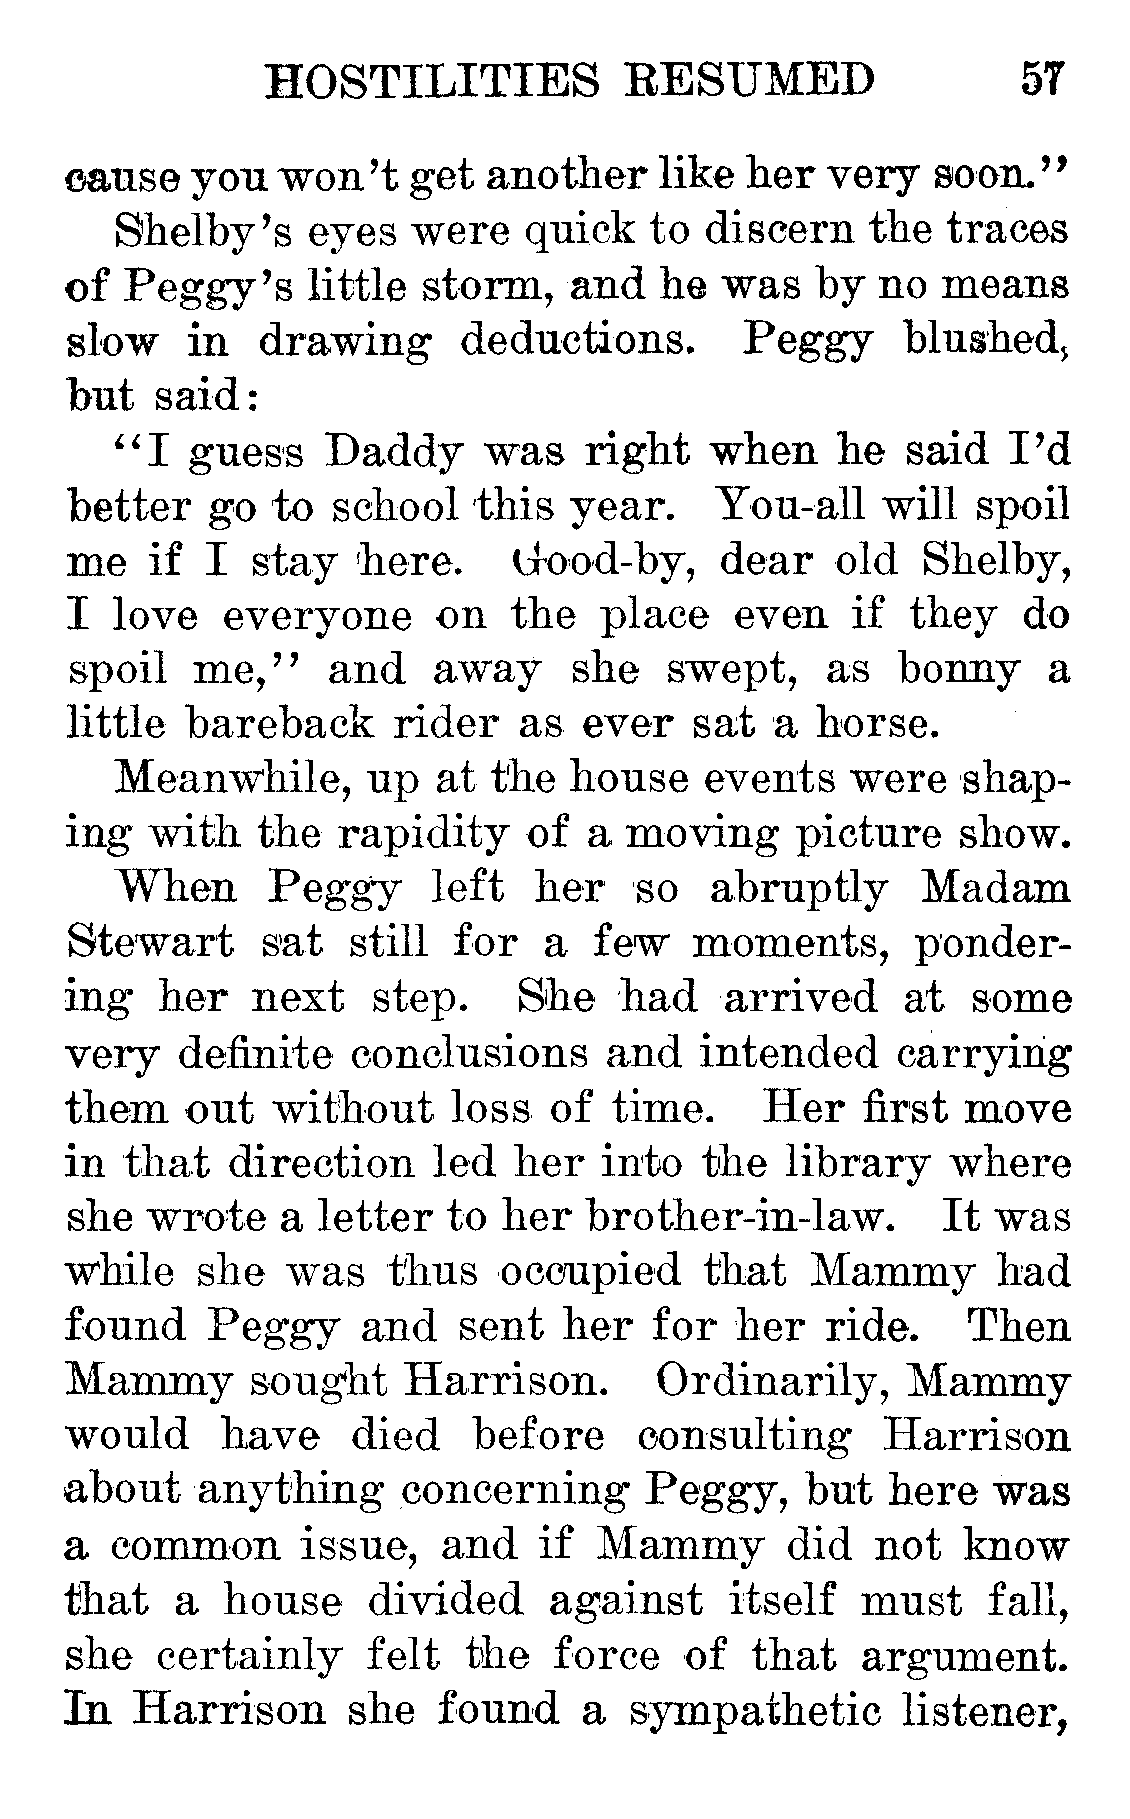 HOSTILITIES RESUMED 57
cause you won't get another like her very soon."
Shelby's eyes were quick to discern the traces
of Peggy's little storm, and he was by no means
slow in drawing deductions. Peggy blushed,
but said:
"I guess Daddy was right when he said I'd
better go to school this year. You-all will spoil
me if I stay here. Good-by, dear old Shelby,
I love everyone on the place even if they do
spoil me," and away she swept, as bonny a
little bareback rider as ever sat a horse.
Meanwhile, up at the house events were shap-
ing with the rapidity of a moving picture show.
When Peggy left her so abruptly Madam
Stewart sat still for a few moments, ponder-
ing her next step. She had arrived at some
very definite conclusions and intended carrying
them out without loss of time. Her first move
in that direction led her into the library where
she wrote a letter to her brother-in-law. It was
while she was thus occupied that Mammy had
found Peggy and sent her for her ride. Then
Mammy sought Harrison. Ordinarily, Mammy
would have died before consulting Harrison
about anything concerning Peggy, but here was
a common issue, and if Mammy did not know
that a house divided against itself must fall,
she certainly felt the force of that argument.
In Harrison she found a sympathetic listener,